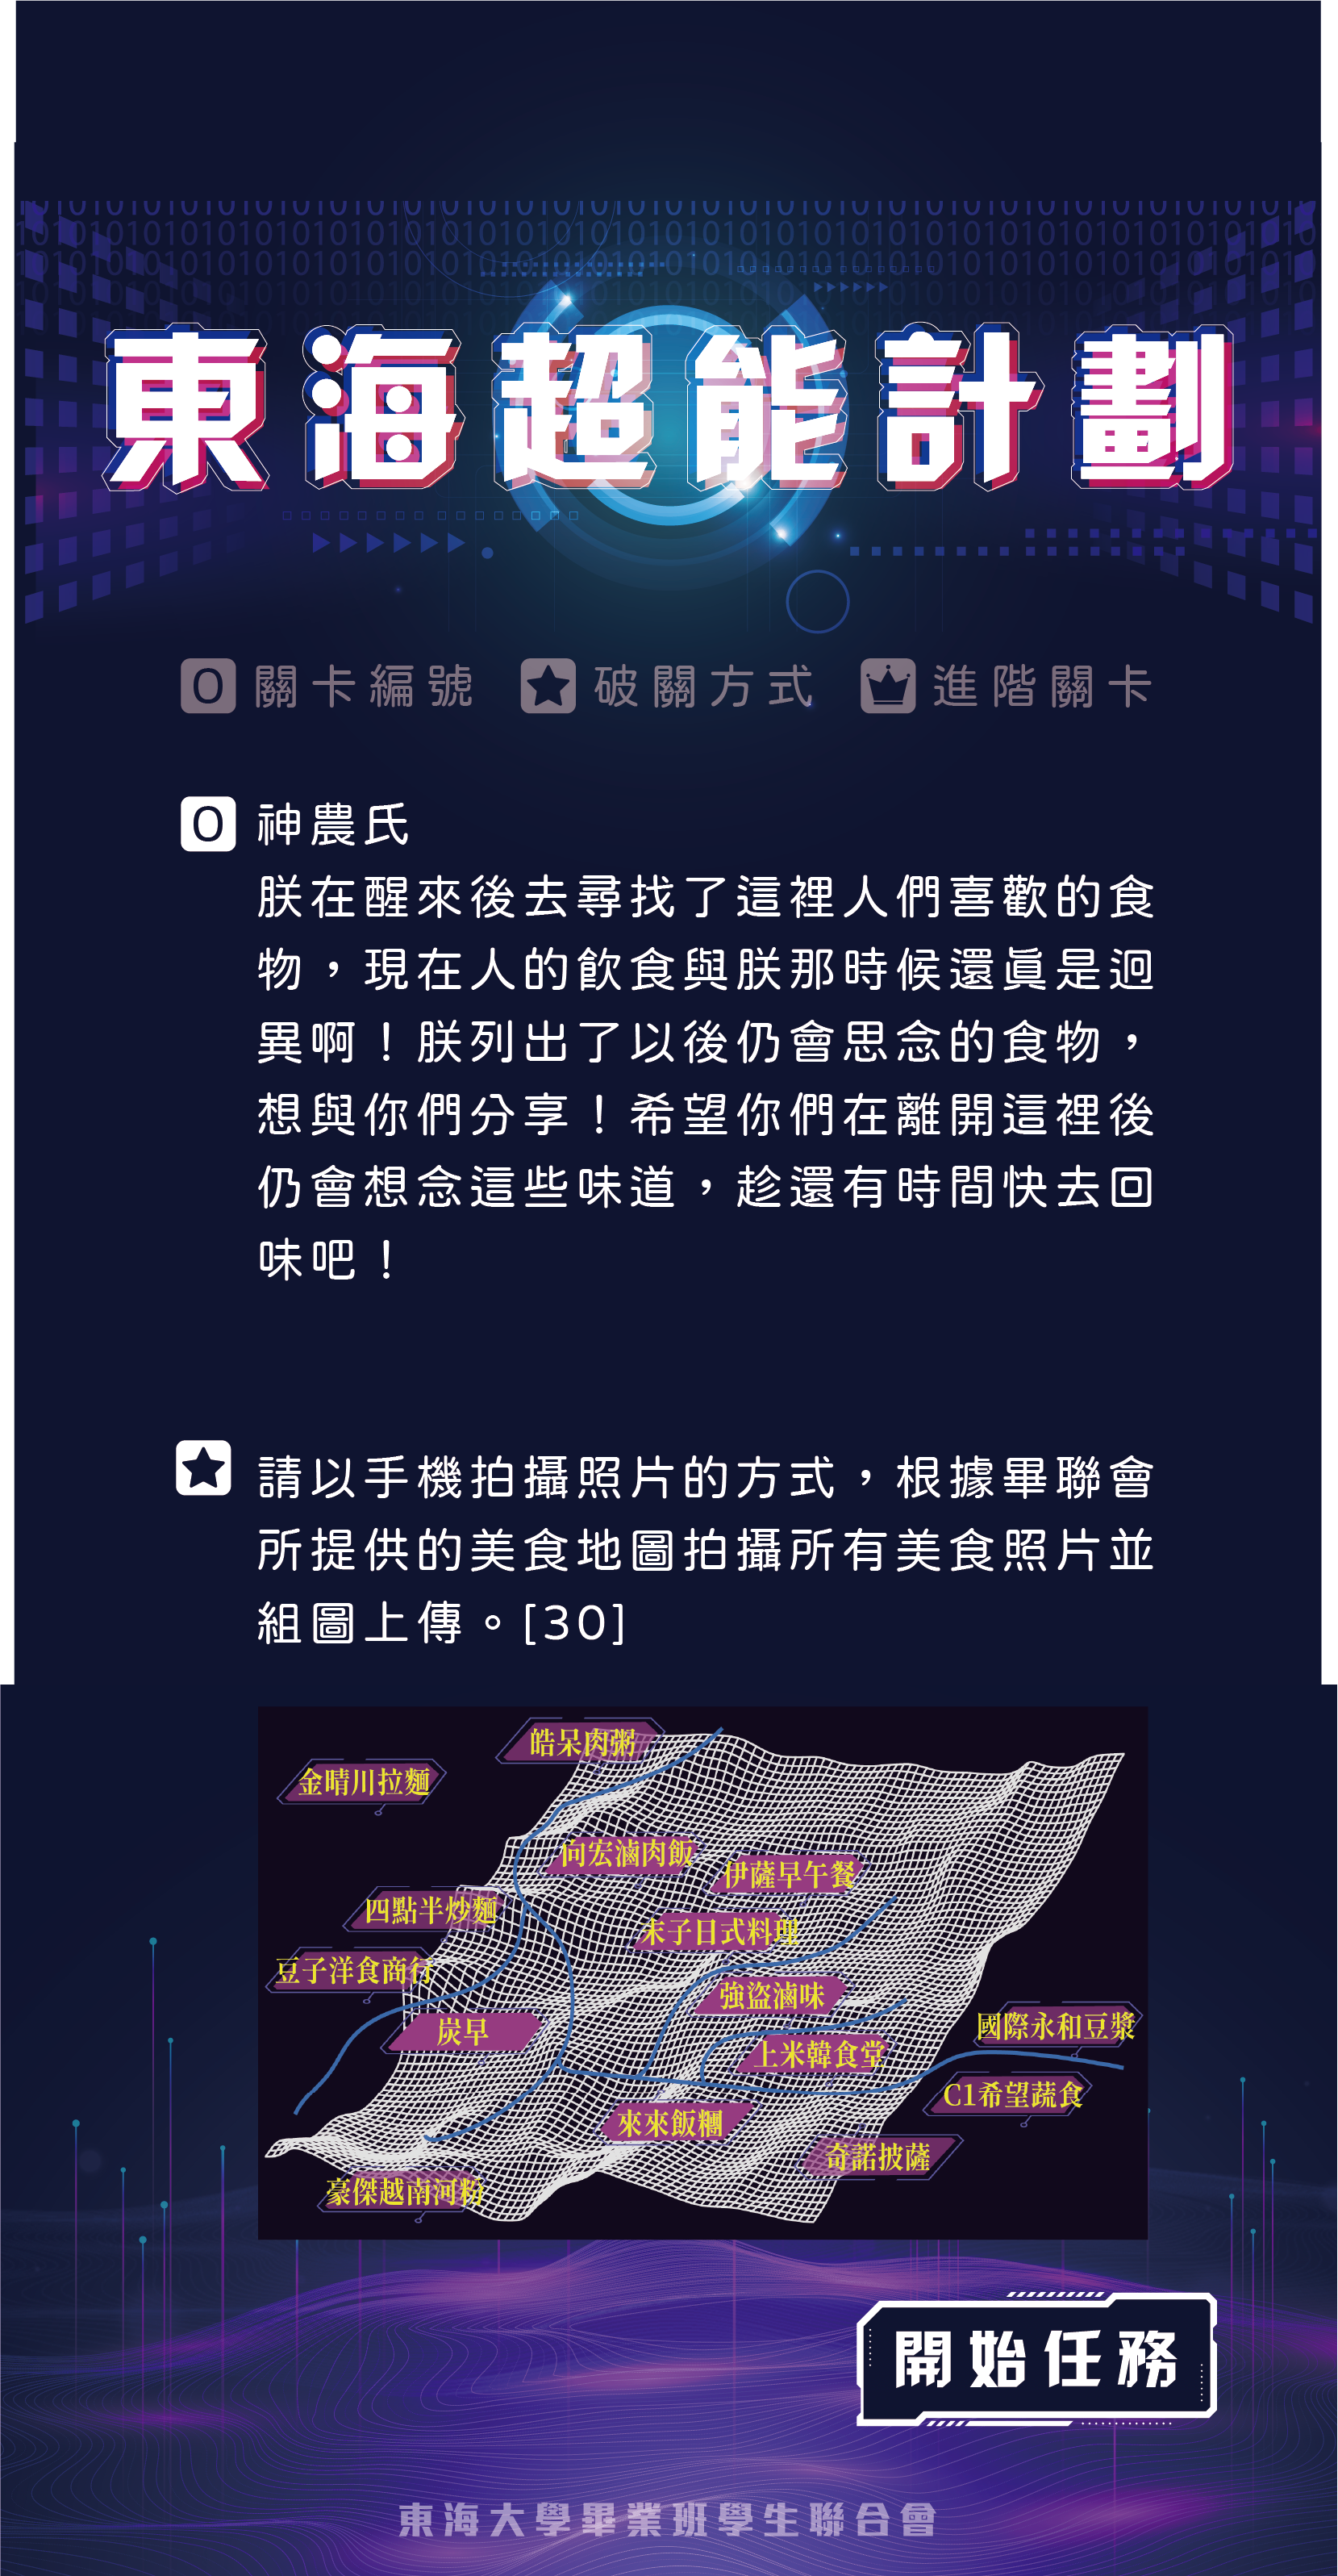 東海超能計劃
O 關卡編號 破關方式 進階關卡
O 神農氏
朕在醒來後去尋找了這裡人們喜歡的食
物，現在人的飲食與朕那時候還眞是迥
異啊！朕列出了以後仍會思念的食物，
想與你們分享！希望你們在離開這裡後
仍會想念這些味道，趁還有時間快去回
味吧！
請以手機拍攝照片的方式，根據畢聯會
所提供的美食地圖拍攝所有美食照片並
組圖上傳。[30]
皓呆肉粥
金晴川拉麵
向宏滷肉飯
伊薩早午餐
四點半炒麵
末子日式料理
豆子洋食商行
強盜滷味
炭早
國際永和豆漿
上米韓食堂
C1希望蔬食
來來飯糰
奇諾披薩
豪傑越南河粉
開始任務
東海大學畢業班學生聯合會